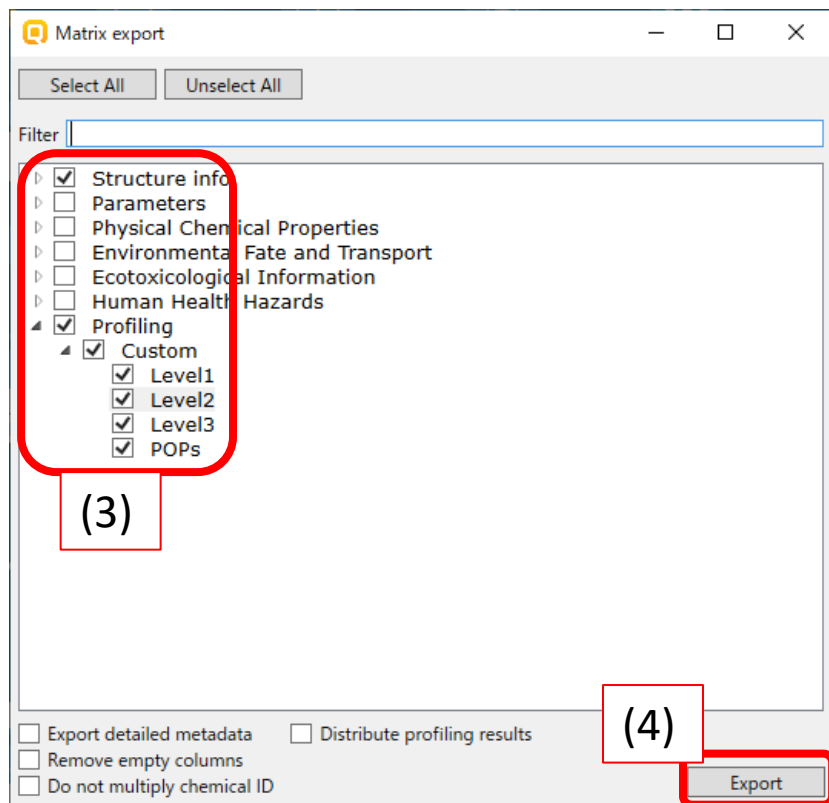 Matrix export
Select All Unselect All
Filter
Structure info
Parameters
Physical Chemical Properties
Environmental Fate and Transport
Ecotoxicological Information
Human Health Hazards
Profiling
Custom
Level1
Level2
Level3
POPs
(3)
(4)
Export detailed metadata Distribute profiling results
Remove empty columns
Do not multiply chemical ID
Export